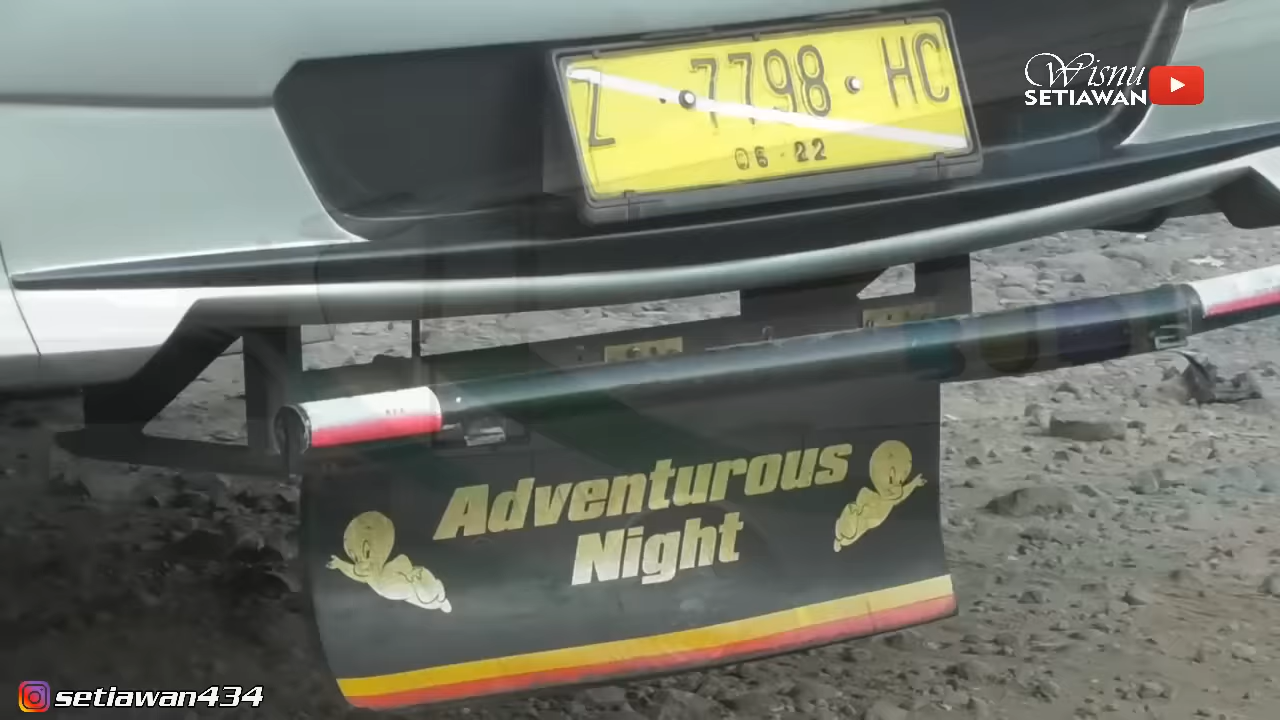 Z 7798 HC
06 · 22
Wisnu
SETIAWAN
Adventurous
Night
setiawan434